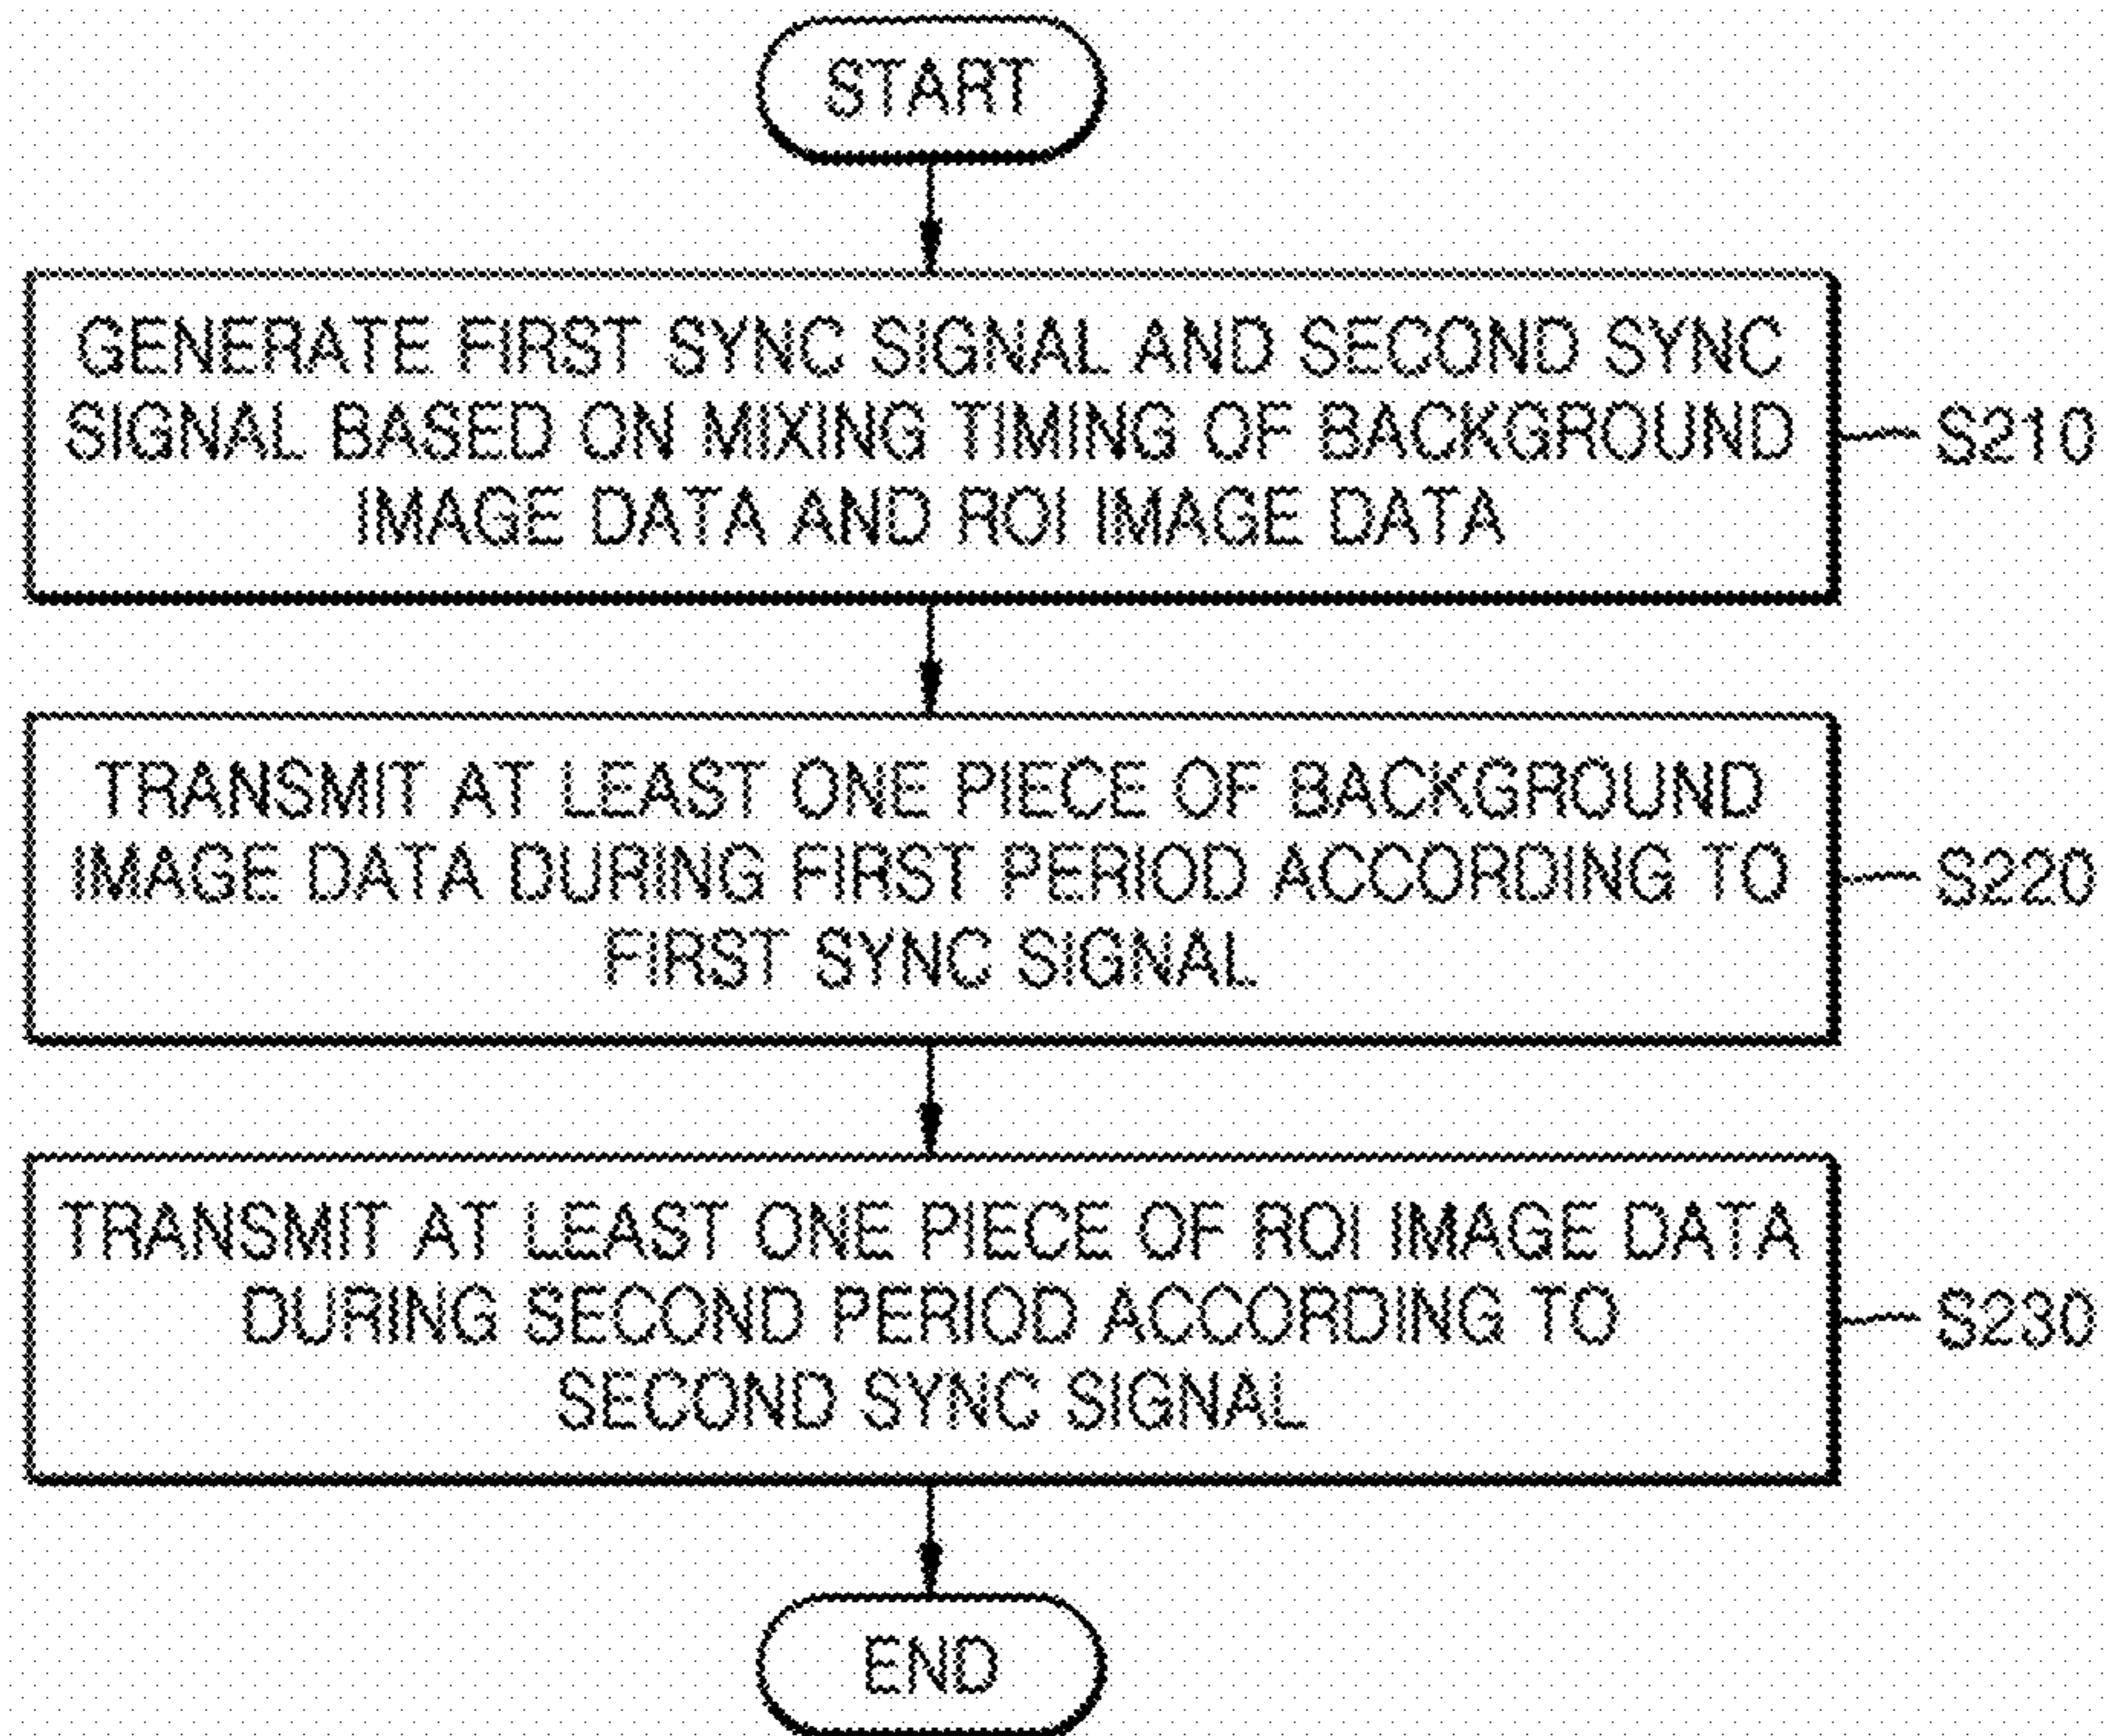 START
GENERATE FIRST SYNC SIGNAL AND SECOND SYNC
SIGNAL BASED ON MIXING TIMING OF BACKGROUND
IMAGE DATA AND ROI IMAGE DATA
S210
TRANSMIT AT LEAST ONE PIECE OF BACKGROUND
IMAGE DATA DURING FIRST PERIOD ACCORDING TO
FIRST SYNC SIGNAL
S220
TRANSMIT AT LEAST ONE PIECE OF ROI IMAGE DATA
DURING SECOND PERIOD ACCORDING TO
SECOND SYNC SIGNAL
S230
END